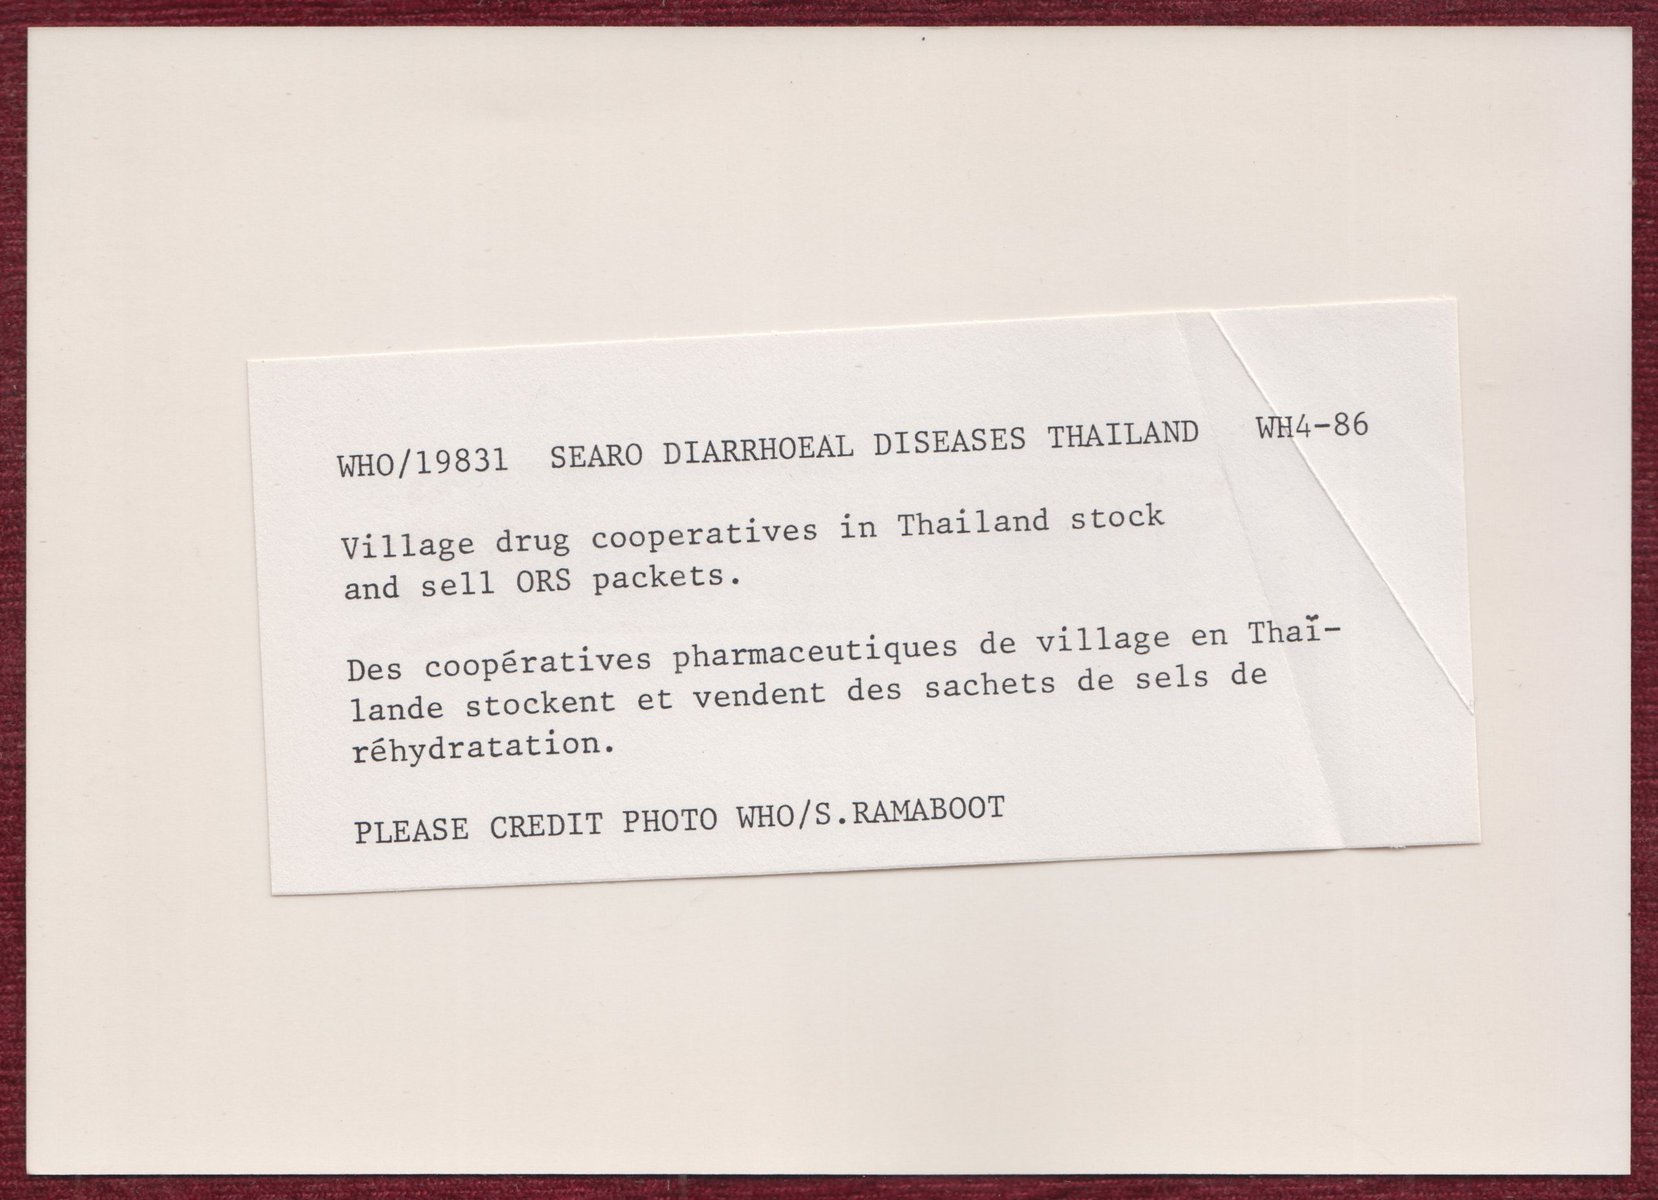 WHO/19831 SEARO DIARRHOEAL DISEASES THAILAND WH4-86
Village drug cooperatives in Thailand stock
and sell ORS packets.
Des coopératives pharmaceutiques de village en Thaï-
lande stockent et vendent des sachets de sels de
réhydratation.
PLEASE CREDIT PHOTO WHO/S.RAMABOOT